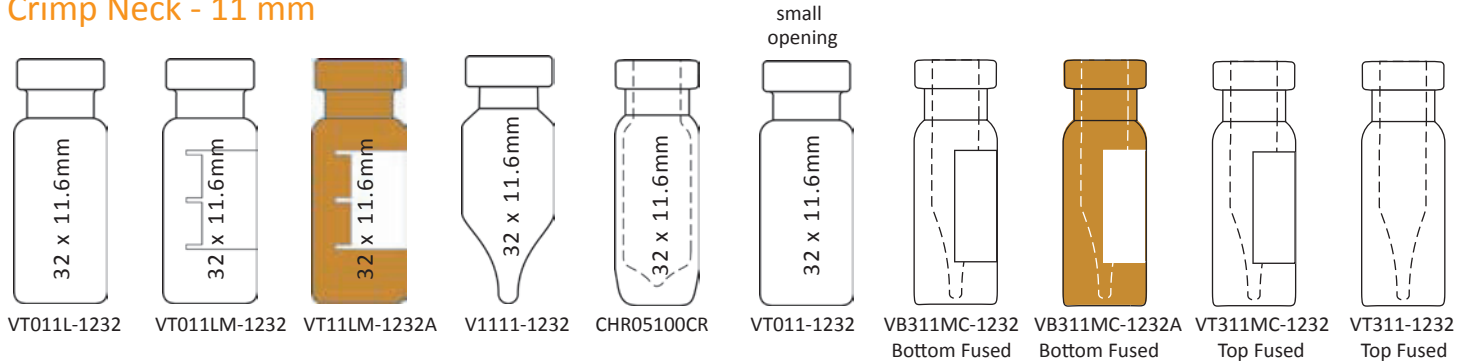 Crimp Neck - 11 mm
small
opening
32 x 11.6mm
32 x 11.6mm
32 x 11.6mm
32 x 11.6mm
32 x 11.6mm
32 x 11.6mm
VT011L-1232
VT011LM-1232
VT11LM-1232A
V1111-1232
CHR05100CR
VT011-1232
VB311MC-1232
Bottom Fused
VB311MC-1232A
Bottom Fused
VT311MC-1232
Top Fused
VT311-1232
Top Fused